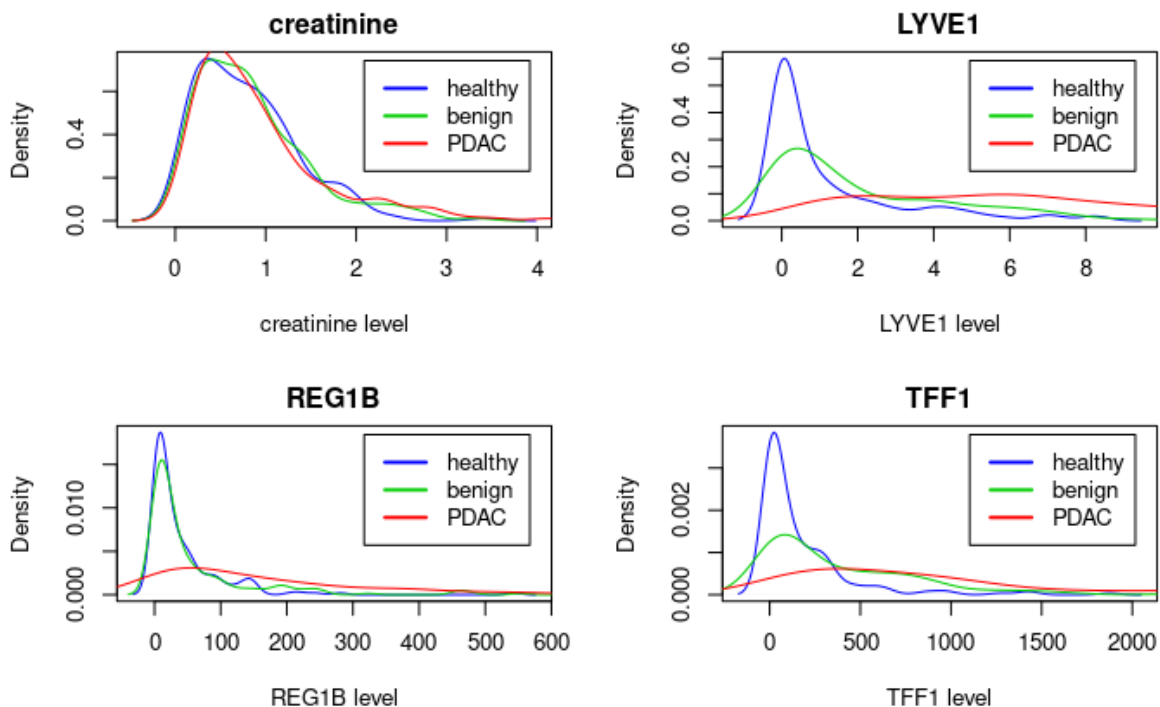 creatinine
Density
0.0
0.4
healthy
benign
PDAC
0 1 2 3 4
creatinine level
LYVE1
Density
0.0
0.2
0.4
0.6
healthy
benign
PDAC
0 2 4 6 8
LYVE1 level
REG1B
Density
0.000
0.010
healthy
benign
PDAC
0 100 200 300 400 500 600
REG1B level
TFF1
Density
0.000
0.002
healthy
benign
PDAC
0 500 1000 1500 2000
TFF1 level